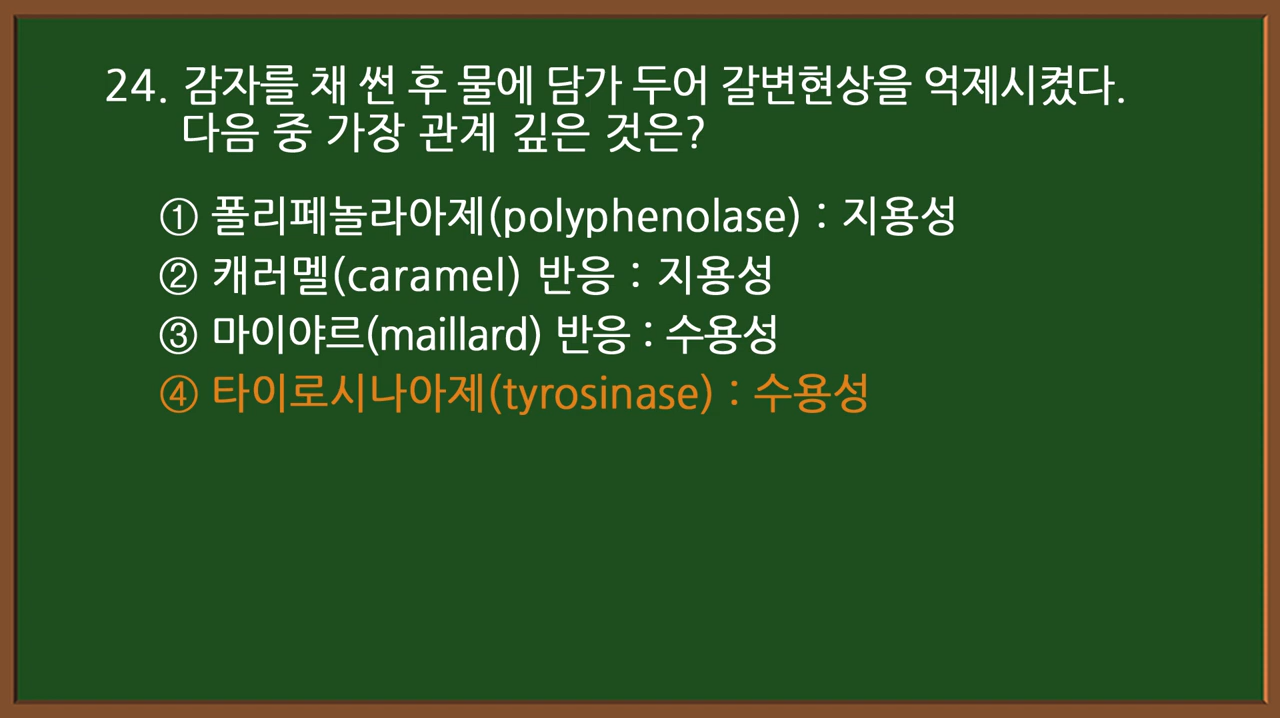 24. 감자를 채 썬 후 물에 담가 두어 갈변현상을 억제시켰다.
다음 중 가장 관계 깊은 것은?
① 폴리페놀라아제(polyphenolase) : 지용성
② 캐러멜(caramel) 반응 : 지용성
③ 마이야르(maillard) 반응 : 수용성
④ 타이로시나아제(tyrosinase) : 수용성